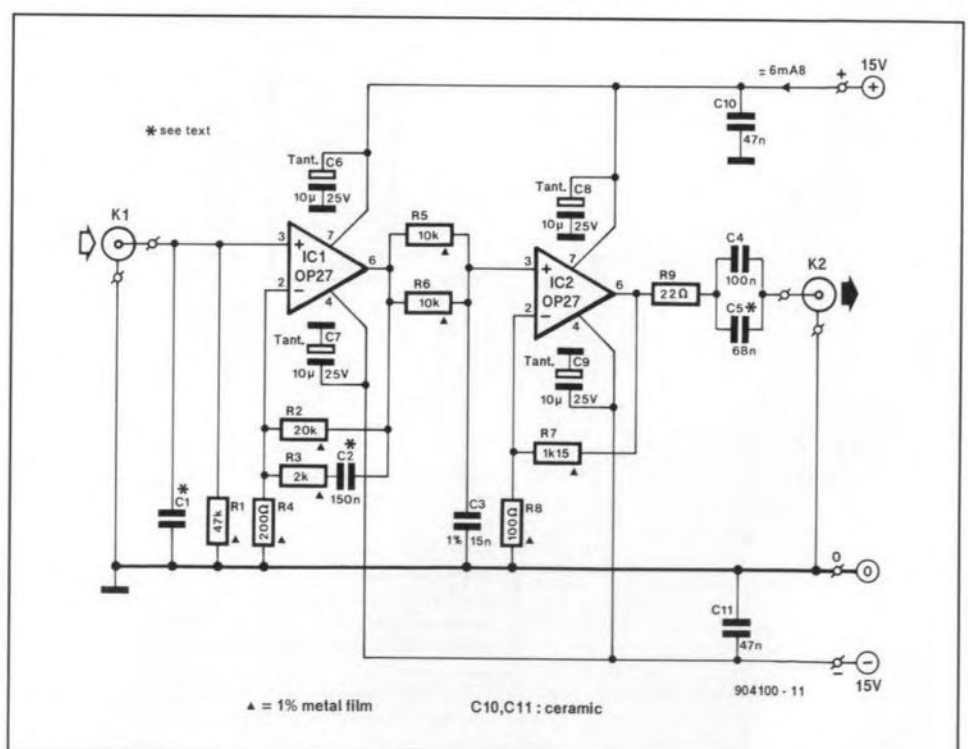 = 6mA8
+
15V
+
C10
47n
* see text
Tant.
C6
10µ
25V
Tant.
C8
10µ
25V
K1
R5
10k
3
+
7
IC1
OP27
6
2
−
4
R6
10k
3
+
7
IC2
OP27
6
2
−
4
R9
22Ω
C4
100n
C5*
68n
K2
Tant.
C7
10µ
25V
Tant.
C9
10µ
25V
R2
20k
R3
2k
*
C2
150n
R7
1k15
*
C1
R1
47k
R4
200Ω
C3
1%
15n
R8
100Ω
0
0
C11
47n
−
−
15V
904100 - 11
▲ = 1% metal film
C10,C11 : ceramic